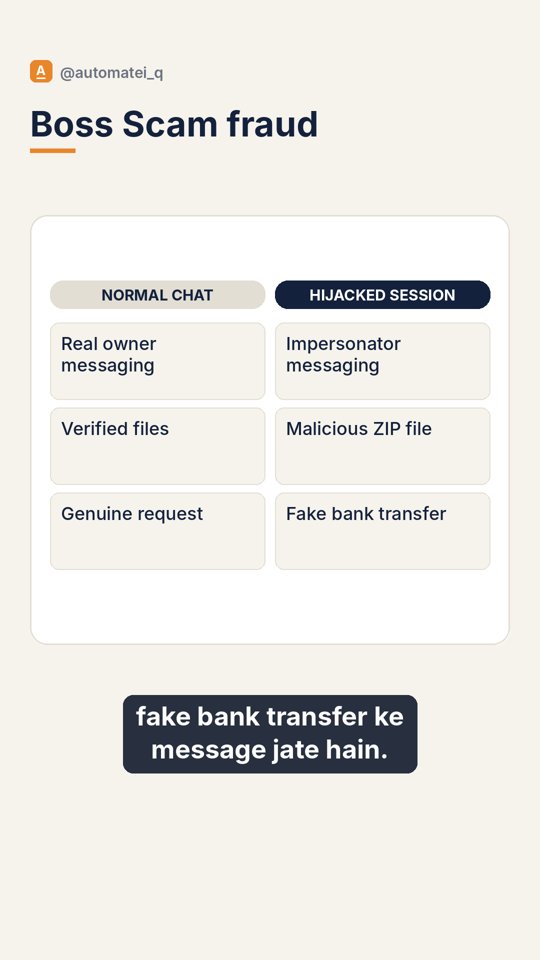 A
@automatei_q
Boss Scam fraud
NORMAL CHAT
HIJACKED SESSION
Real owner
messaging
Impersonator
messaging
Verified files
Malicious ZIP file
Genuine request
Fake bank transfer
fake bank transfer ke
message jate hain.